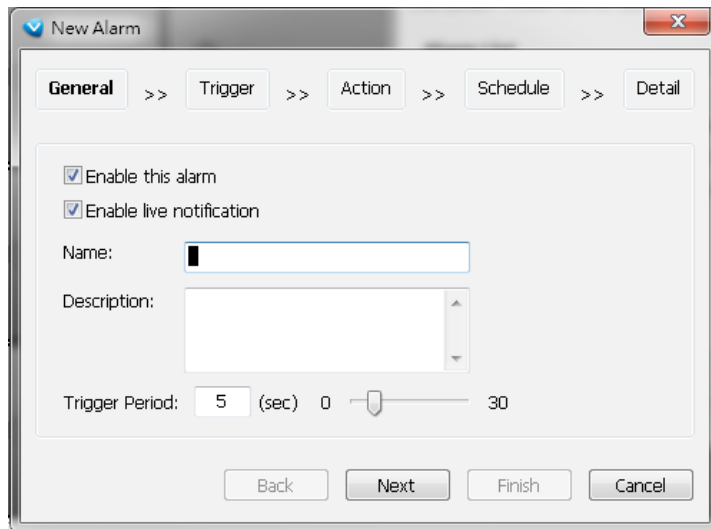 New Alarm
General >> Trigger >> Action >> Schedule >> Detail
Enable this alarm
Enable live notification
Name:
Description:
Trigger Period: 5 (sec) 0 30
Back Next Finish Cancel